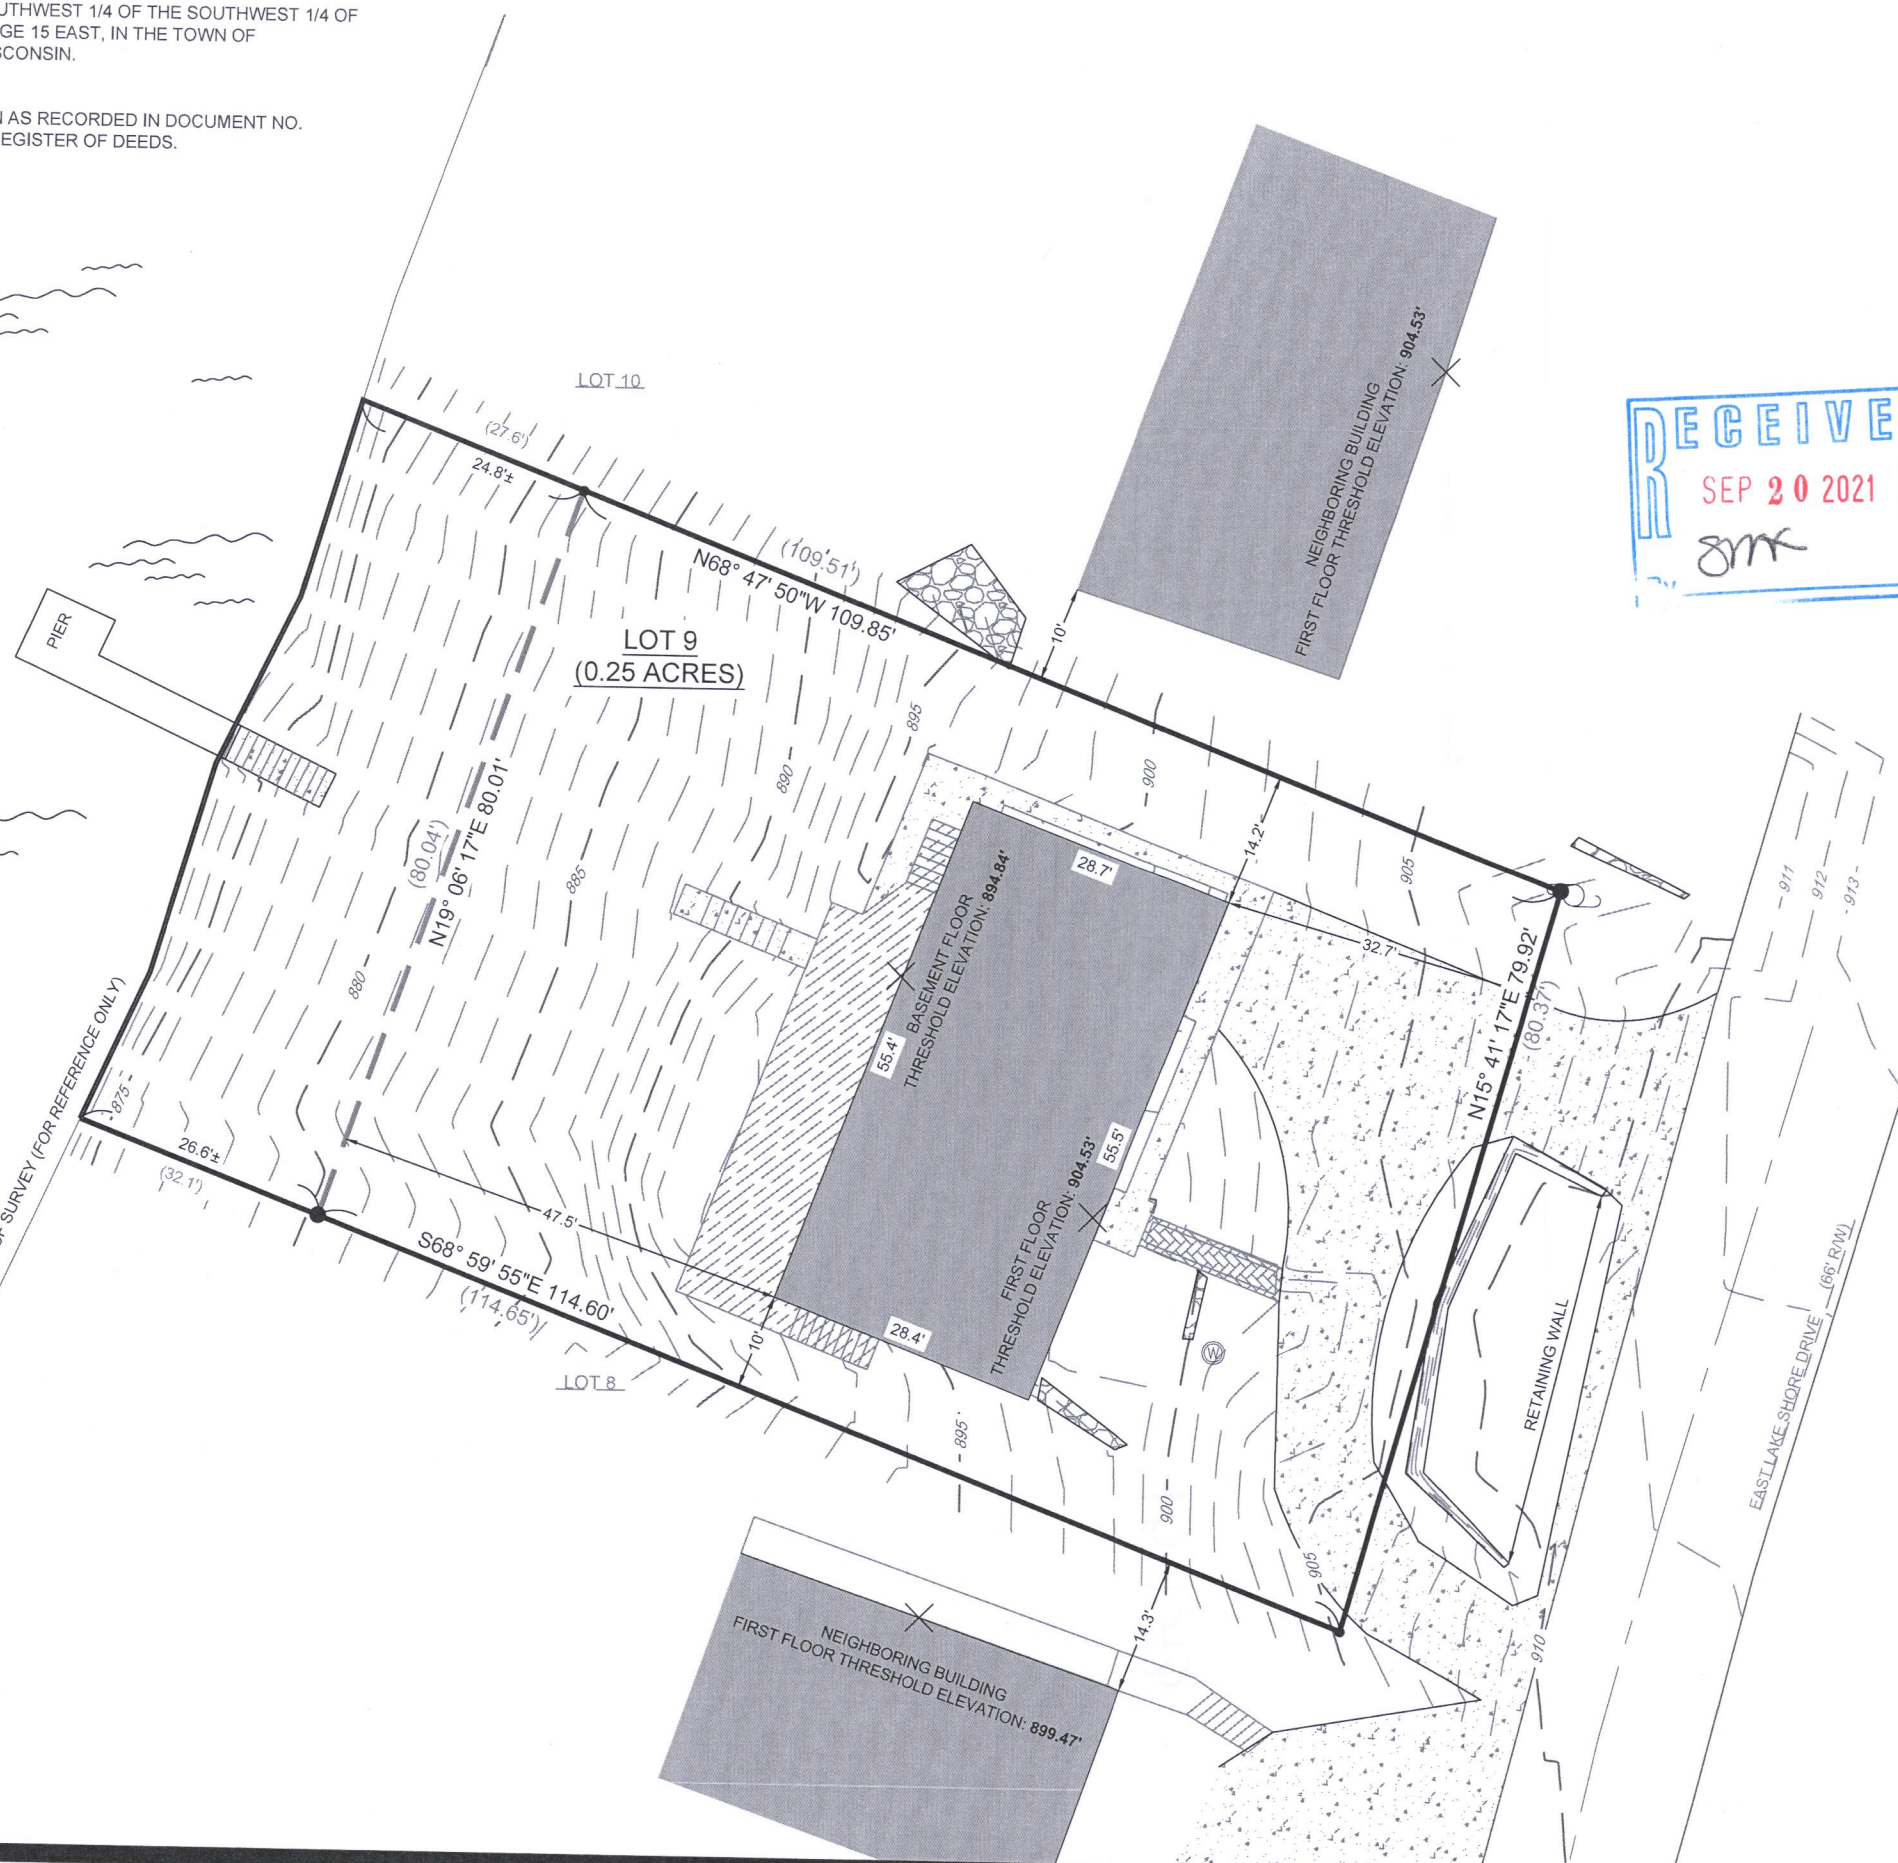 UTHWEST 1/4 OF THE SOUTHWEST 1/4 OF
GE 15 EAST, IN THE TOWN OF
SCONSIN.
N AS RECORDED IN DOCUMENT NO.
EGISTER OF DEEDS.
LOT 10
(27.6')
24.8'±
(109.51')
N68° 47' 50"W 109.85'
LOT 9
(0.25 ACRES)
10'
NEIGHBORING BUILDING
FIRST FLOOR THRESHOLD ELEVATION: 904.53'
RECEIVE
SEP 20 2021
SMK
PIER
895
890
900
885
880
875
905
911
912
913
(80.04')
N19° 06' 17"E 80.01'
14.2'
28.7'
32.7'
BASEMENT FLOOR
THRESHOLD ELEVATION: 894.84'
55.4'
55.5'
FIRST FLOOR
THRESHOLD ELEVATION: 904.53'
N15° 41' 17"E 79.92'
(80.37')
OF SURVEY (FOR REFERENCE ONLY)
26.6'±
(32.1')
47.5'
S68° 59' 55"E 114.60'
(114.65')
10'
28.4'
W
LOT 8
895
900
905
910
RETAINING WALL
EAST LAKE SHORE DRIVE (66' R/W)
14.3'
NEIGHBORING BUILDING
FIRST FLOOR THRESHOLD ELEVATION: 899.47'